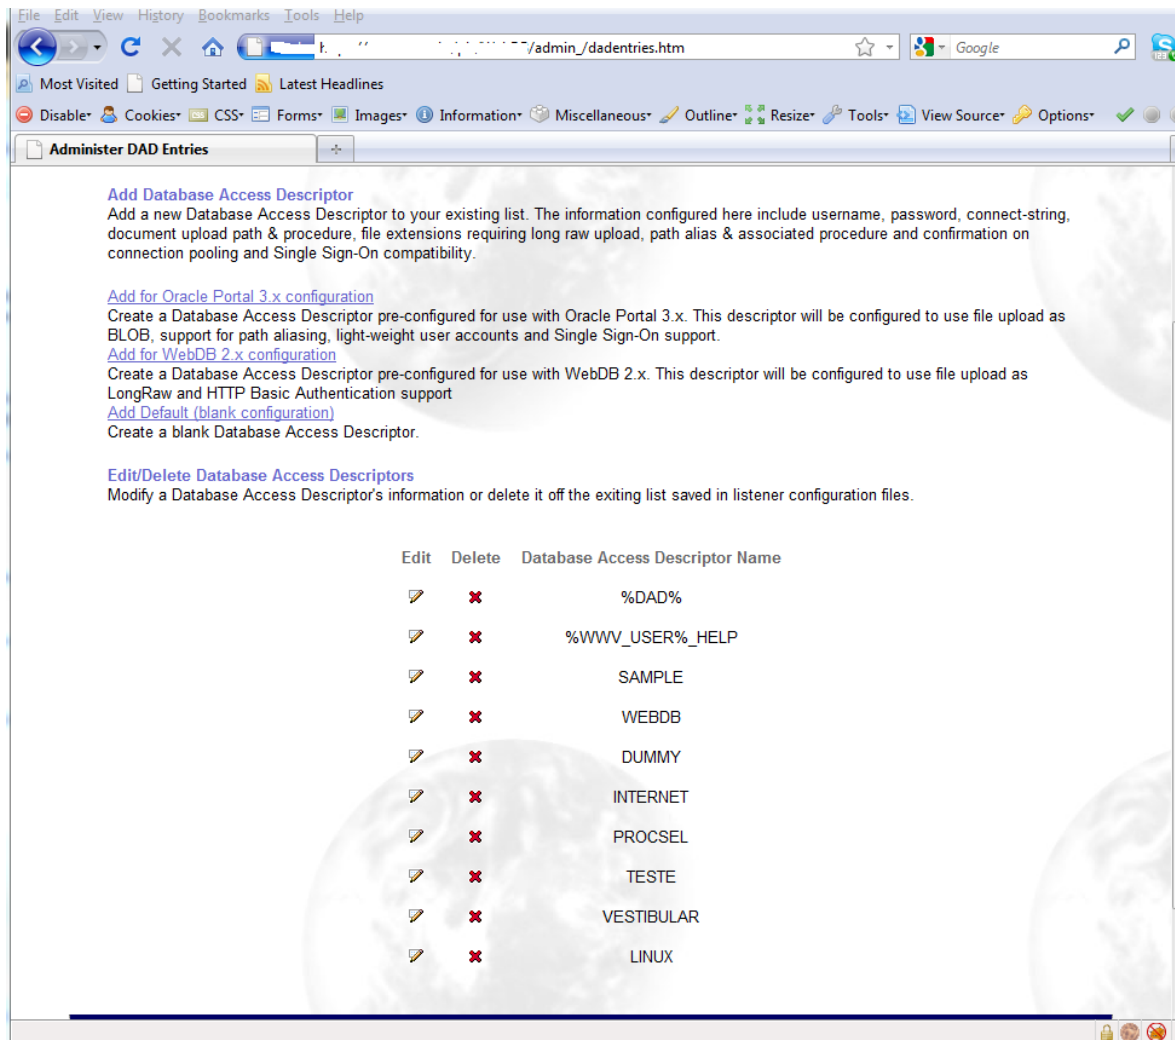 File Edit View History Bookmarks Tools Help
/admin_/dadentries.htm Google
Most Visited Getting Started Latest Headlines
Disable Cookies CSS Forms Images Information Miscellaneous Outline Resize Tools View Source Options
Administer DAD Entries
Add Database Access Descriptor
Add a new Database Access Descriptor to your existing list. The information configured here include username, password, connect-string,
document upload path & procedure, file extensions requiring long raw upload, path alias & associated procedure and confirmation on
connection pooling and Single Sign-On compatibility.
Add for Oracle Portal 3.x configuration
Create a Database Access Descriptor pre-configured for use with Oracle Portal 3.x. This descriptor will be configured to use file upload as
BLOB, support for path aliasing, light-weight user accounts and Single Sign-On support.
Add for WebDB 2.x configuration
Create a Database Access Descriptor pre-configured for use with WebDB 2.x. This descriptor will be configured to use file upload as
LongRaw and HTTP Basic Authentication support
Add Default (blank configuration)
Create a blank Database Access Descriptor.
Edit/Delete Database Access Descriptors
Modify a Database Access Descriptor's information or delete it off the exiting list saved in listener configuration files.
Edit Delete Database Access Descriptor Name
%DAD%
%WWV_USER%_HELP
SAMPLE
WEBDB
DUMMY
INTERNET
PROCSEL
TESTE
VESTIBULAR
LINUX